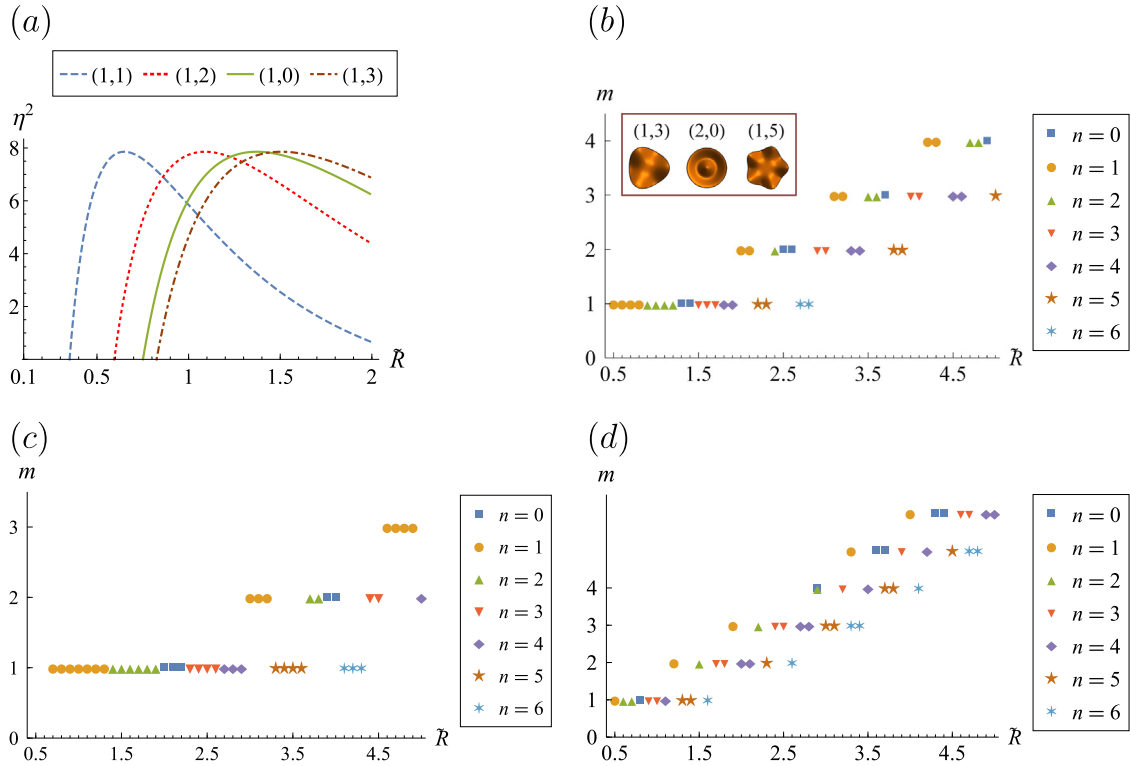 (a)
(1,1) (1,2) (1,0) (1,3)
η²
8
6
4
2
0.1 0.5 1 1.5 2 R̃
(b)
m
4
3
2
1
0
0.5 1.5 2.5 3.5 4.5 R̃
(1,3) (2,0) (1,5)
n = 0
n = 1
n = 2
n = 3
n = 4
n = 5
n = 6
(c)
m
3
2
1
0
0.5 1.5 2.5 3.5 4.5 R̃
n = 0
n = 1
n = 2
n = 3
n = 4
n = 5
n = 6
(d)
m
4
3
2
1
0
0.5 1.5 2.5 3.5 4.5 R̃
n = 0
n = 1
n = 2
n = 3
n = 4
n = 5
n = 6